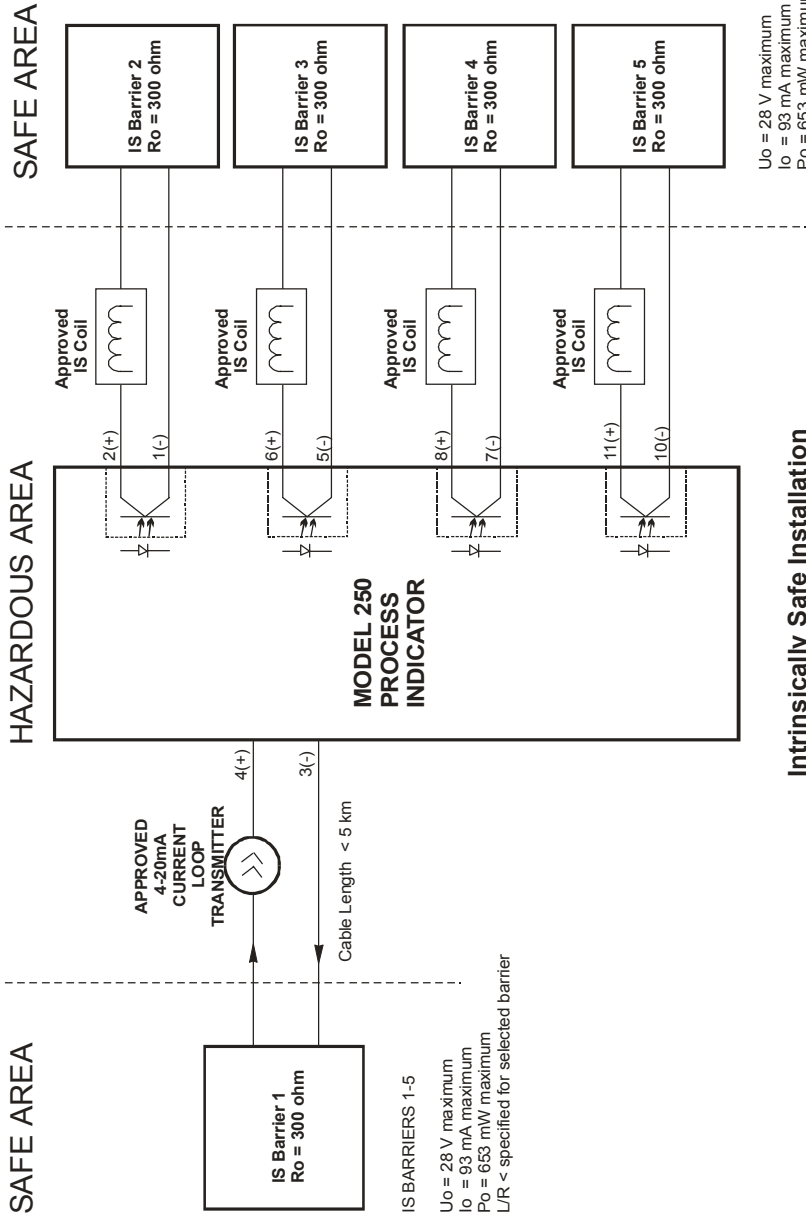 SAFE AREA
HAZARDOUS AREA
SAFE AREA
IS Barrier 1
Ro = 300 ohm
IS BARRIERS 1-5
Uo = 28 V maximum
Io = 93 mA maximum
Po = 653 mW maximum
L/R < specified for selected barrier
APPROVED
4-20mA
CURRENT
LOOP
TRANSMITTER
4(+)
3(-)
Cable Length < 5 km
MODEL 250
PROCESS
INDICATOR
2(+)
1(-)
Approved
IS Coil
IS Barrier 2
Ro = 300 ohm
6(+)
5(-)
Approved
IS Coil
IS Barrier 3
Ro = 300 ohm
8(+)
7(-)
Approved
IS Coil
IS Barrier 4
Ro = 300 ohm
11(+)
10(-)
Approved
IS Coil
IS Barrier 5
Ro = 300 ohm
Uo = 28 V maximum
Io = 93 mA maximum
Po = 653 mW maximum
Intrinsically Safe Installation